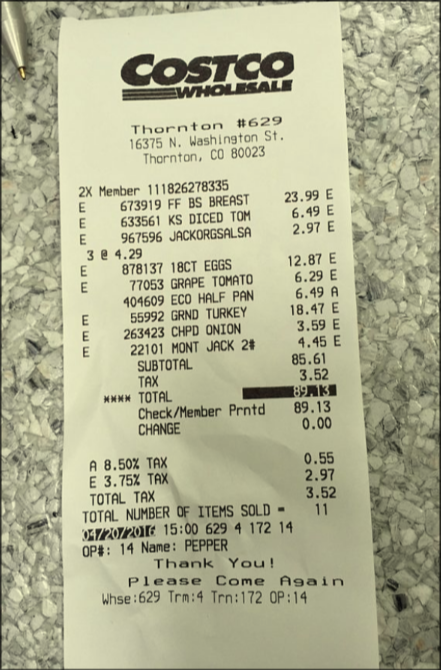 COSTCO
WHOLESALE
Thornton #629
16375 N. Washington St.
Thornton, CO 80023
2X Member 111826278335
E 673919 FF BS BREAST 23.99 E
E 633561 KS DICED TOM 6.49 E
E 967596 JACKORGSALSA 2.97 E
3 @ 4.29
E 878137 18CT EGGS 12.87 E
E 77053 GRAPE TOMATO 6.29 E
404609 ECO HALF PAN 6.49 A
E 55992 GRND TURKEY 18.47 E
E 263423 CHPD ONION 3.59 E
E 22101 MONT JACK 2# 4.45 E
SUBTOTAL 85.61
TAX 3.52
**** TOTAL 89.13
Check/Member Prntd 89.13
CHANGE 0.00
A 8.50% TAX 0.55
E 3.75% TAX 2.97
TOTAL TAX 3.52
TOTAL NUMBER OF ITEMS SOLD = 11
04/20/2016 15:00 629 4 172 14
OP#: 14 Name: PEPPER
Thank You!
Please Come Again
Whse:629 Trm:4 Trn:172 OP:14